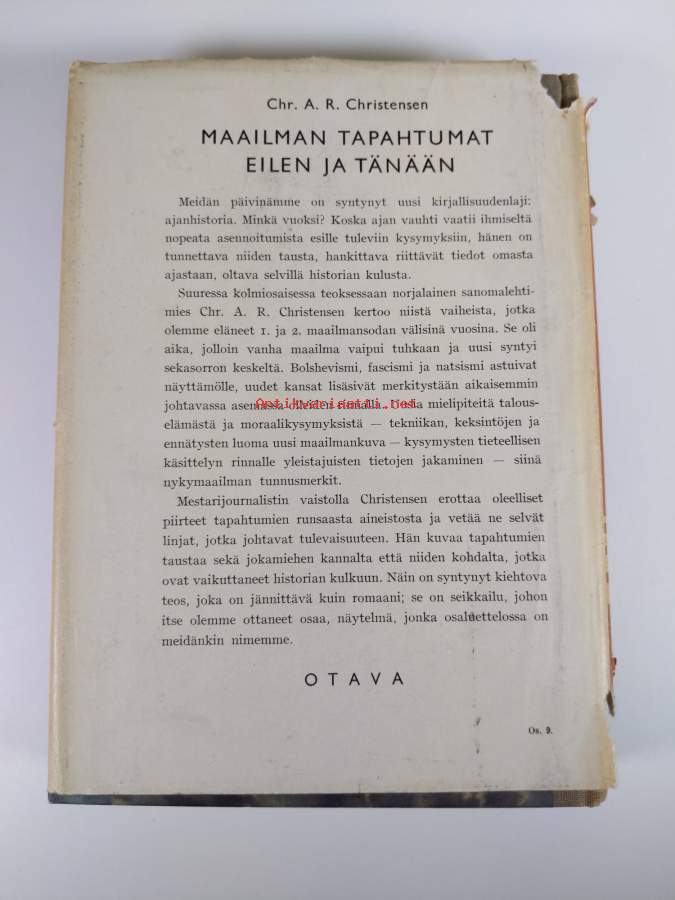 Chr. A. R. Christensen
MAAILMAN TAPAHTUMAT
EILEN JA TÄNÄÄN
Meidän päivinämme on syntynyt uusi kirjallisuudenlaji:
ajanhistoria. Minkä vuoksi? Koska ajan vauhti vaatii ihmiseltä
nopeata asennoitumista esille tuleviin kysymyksiin, hänen on
tunnettava niiden tausta, hankittava riittävät tiedot omasta
ajastaan, oltava selvillä historian kulusta.
Suuressa kolmiosaisessa teoksessaan norjalainen sanomalehti-
mies Chr. A. R. Christensen kertoo niistä vaiheista, jotka
olemme eläneet 1. ja 2. maailmansodan välisinä vuosina. Se oli
aika, jolloin vanha maailma vaipui tuhkaan ja uusi syntyi
sekasorron keskeltä. Bolshevismi, fascismi ja natsismi astuivat
näyttämölle, uudet kansat lisäsivät merkitystään aikaisemmin
johtavassa asemassa olleiden rinnalla. Uusia mielipiteitä talous-
Antikvariaatti.net
elämästä ja moraalikysymyksistä — tekniikan, keksintöjen ja
ennätysten luoma uusi maailmankuva — kysymysten tieteellisen
käsittelyn rinnalle yleistajuisten tietojen jakaminen — siinä
nykymaailman tunnusmerkit.
Mestarijournalistin vaistolla Christensen erottaa oleelliset
piirteet tapahtumien runsaasta aineistosta ja vetää ne selvät
linjat, jotka johtavat tulevaisuuteen. Hän kuvaa tapahtumien
taustaa sekä jokamiehen kannalta että niiden kohdalta, jotka
ovat vaikuttaneet historian kulkuun. Näin on syntynyt kiehtova
teos, joka on jännittävä kuin romaani; se on seikkailu, johon
itse olemme ottaneet osaa, näytelmä, jonka osaluettelossa on
meidänkin nimemme.
OTAVA
Os. 9.